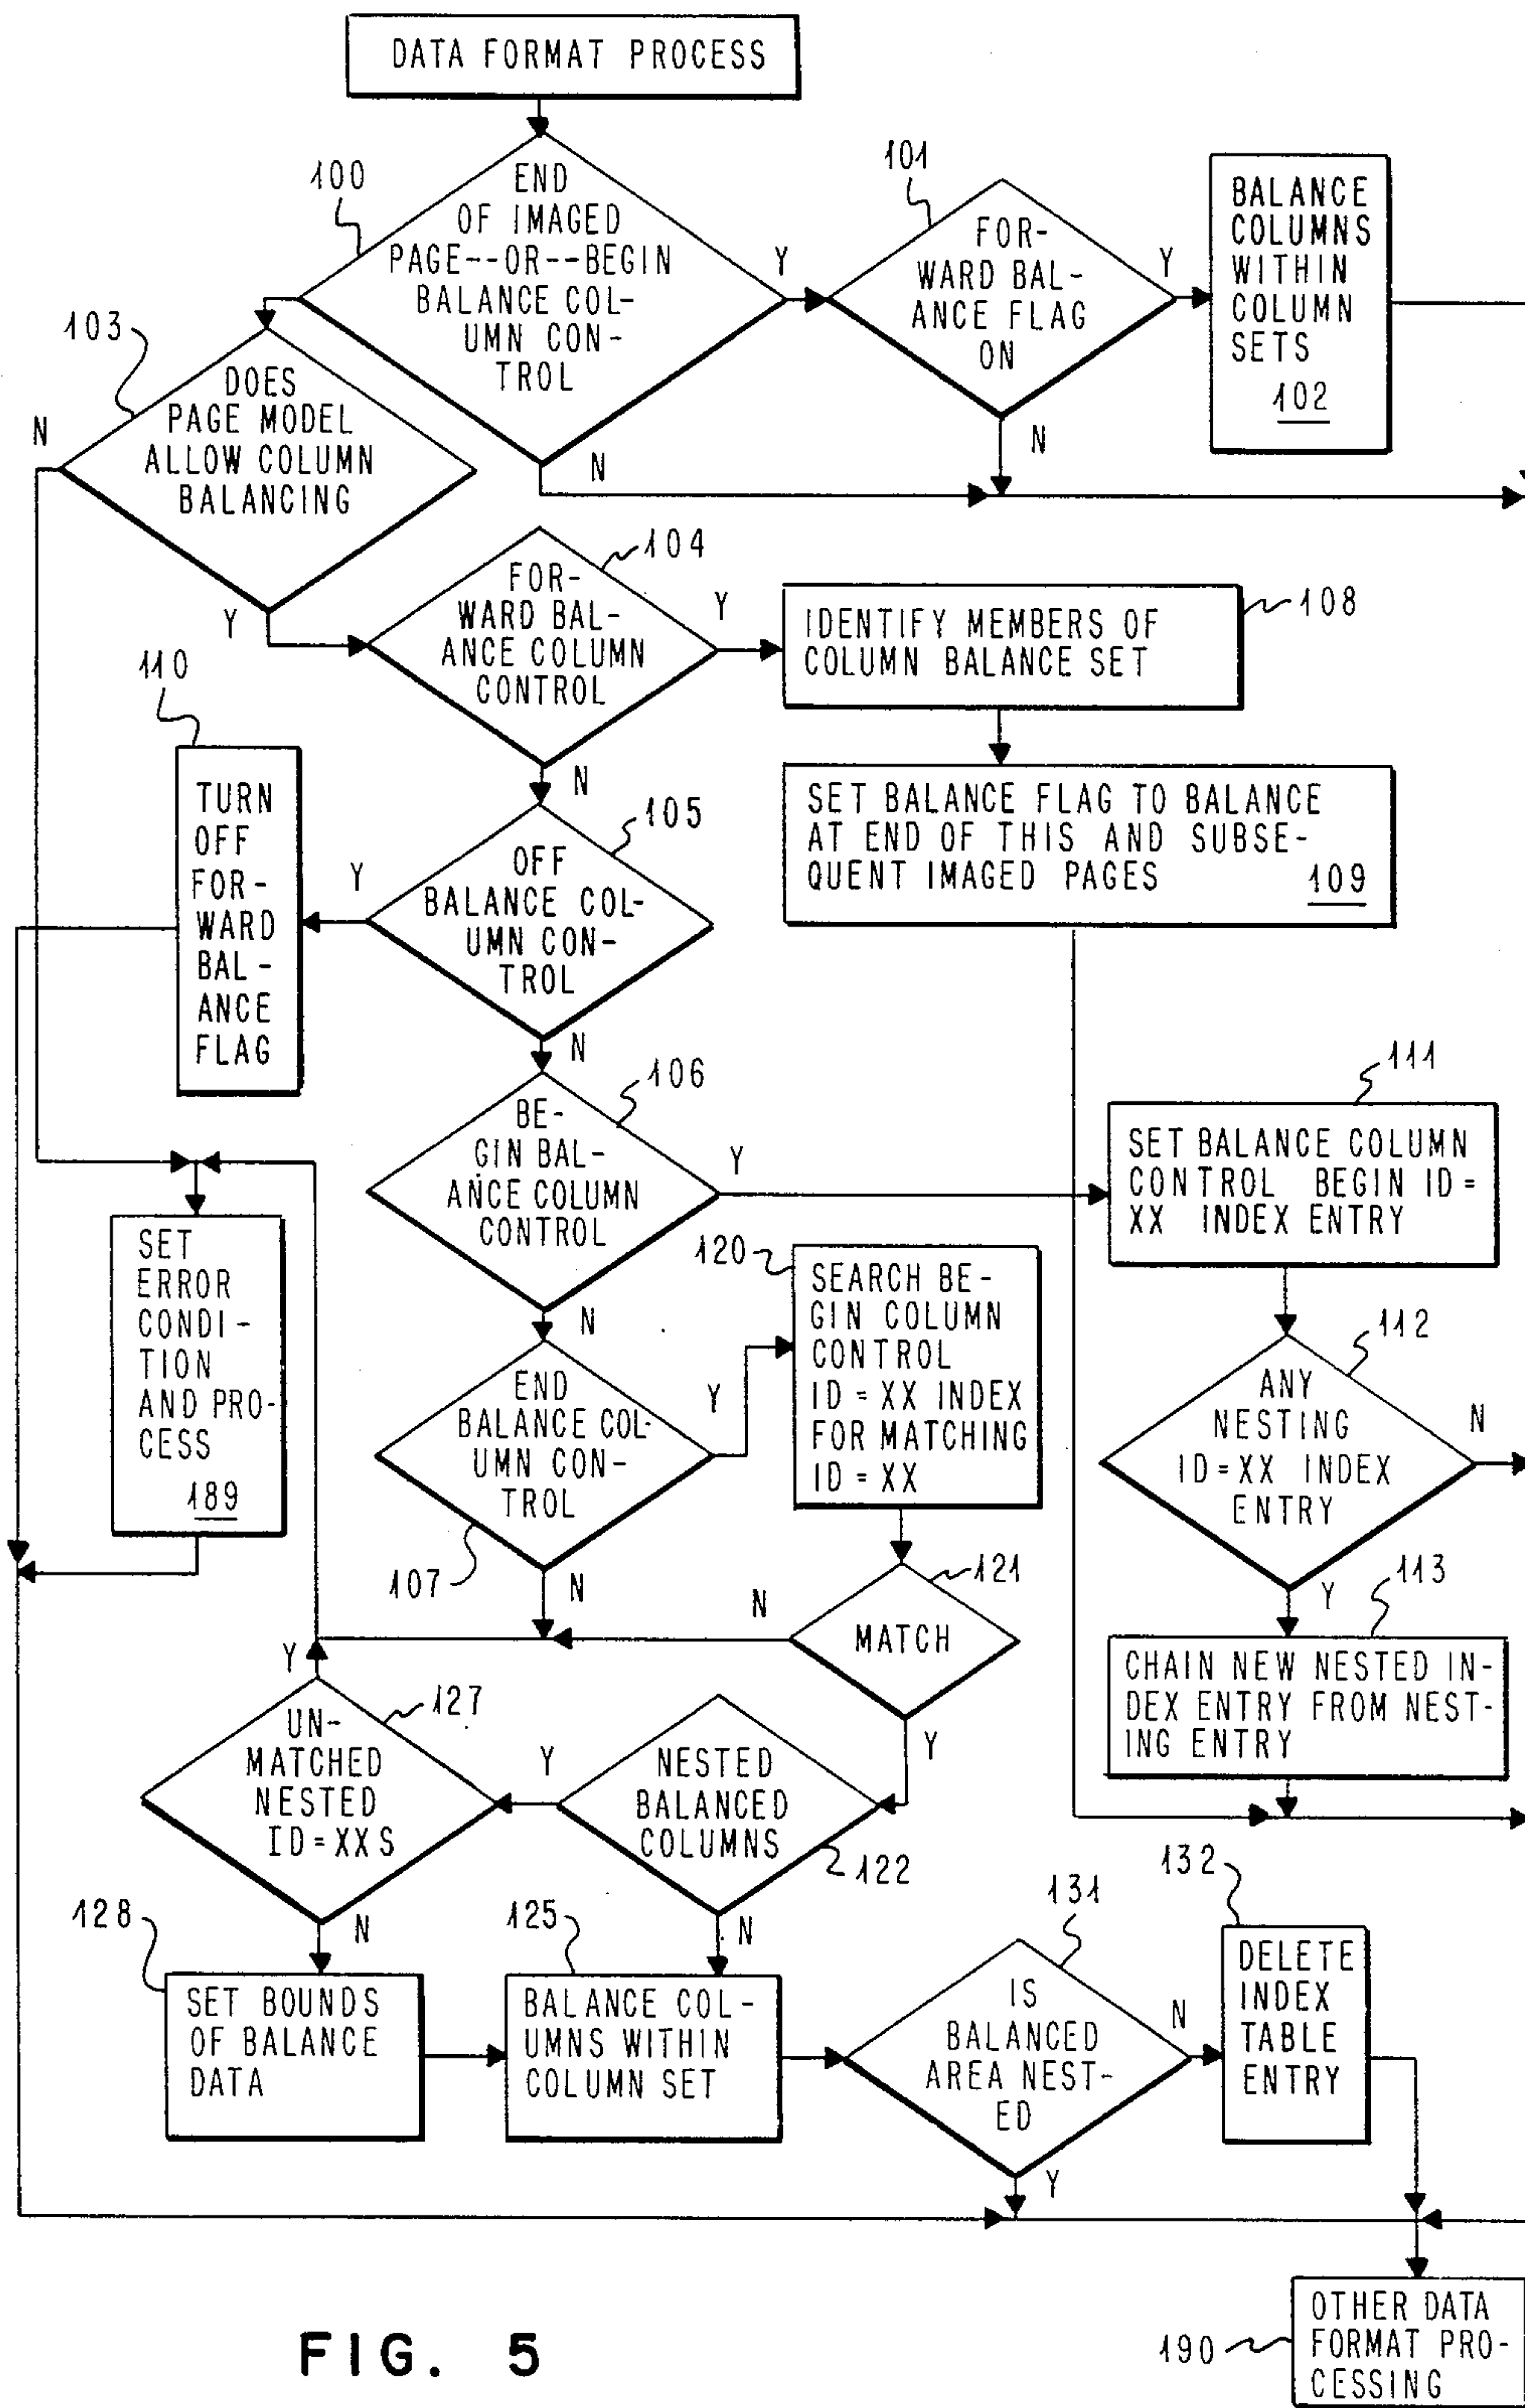 DATA FORMAT PROCESS
100
END
OF IMAGED
PAGE--OR--BEGIN
BALANCE COL-
UMN CON-
TROL
Y
N
101
FOR-
WARD BAL-
ANCE FLAG
ON
Y
N
BALANCE
COLUMNS
WITHIN
COLUMN
SETS
102
103
DOES
PAGE MODEL
ALLOW COLUMN
BALANCING
N
Y
104
FOR-
WARD BAL-
ANCE COLUMN
CONTROL
Y
N
IDENTIFY MEMBERS OF
COLUMN BALANCE SET
108
SET BALANCE FLAG TO BALANCE
AT END OF THIS AND SUBSE-
QUENT IMAGED PAGES
109
110
TURN
OFF
FOR-
WARD
BAL-
ANCE
FLAG
105
OFF
BALANCE COL-
UMN CON-
TROL
Y
N
106
BE-
GIN BAL-
ANCE COLUMN
CONTROL
Y
N
111
SET BALANCE COLUMN
CONTROL BEGIN ID=
XX INDEX ENTRY
112
ANY
NESTING
ID=XX INDEX
ENTRY
N
Y
113
CHAIN NEW NESTED IN-
DEX ENTRY FROM NEST-
ING ENTRY
SET
ERROR
CONDI-
TION
AND PRO-
CESS
189
END
BALANCE COL-
UMN CON-
TROL
107
Y
N
120
SEARCH BE-
GIN COLUMN
CONTROL
ID=XX INDEX
FOR MATCHING
ID=XX
121
MATCH
N
Y
NESTED
BALANCED
COLUMNS
122
Y
N
127
UN-
MATCHED
NESTED
ID=XXS
Y
N
128
SET BOUNDS
OF BALANCE
DATA
125
BALANCE COL-
UMNS WITHIN
COLUMN SET
131
IS
BALANCED
AREA NEST-
ED
N
Y
132
DELETE
INDEX
TABLE
ENTRY
190
OTHER DATA
FORMAT PRO-
CESSING
FIG. 5